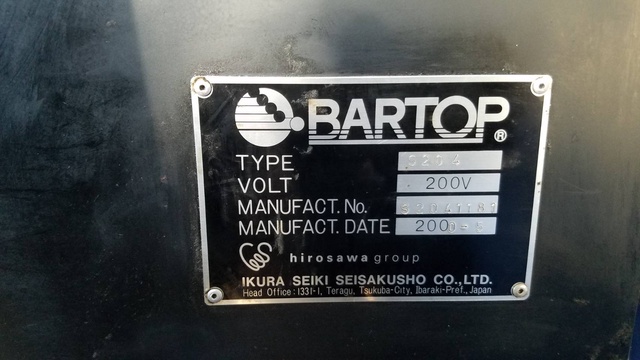 BARTOP®
TYPE
VOLT 200V
MANUFACT. No.
MANUFACT. DATE 200
hirosawa group
IKURA SEIKI SEISAKUSHO CO., LTD.
Head Office : 1331-1, Teragu, Tsukuba-City, Ibaraki-Pref., Japan